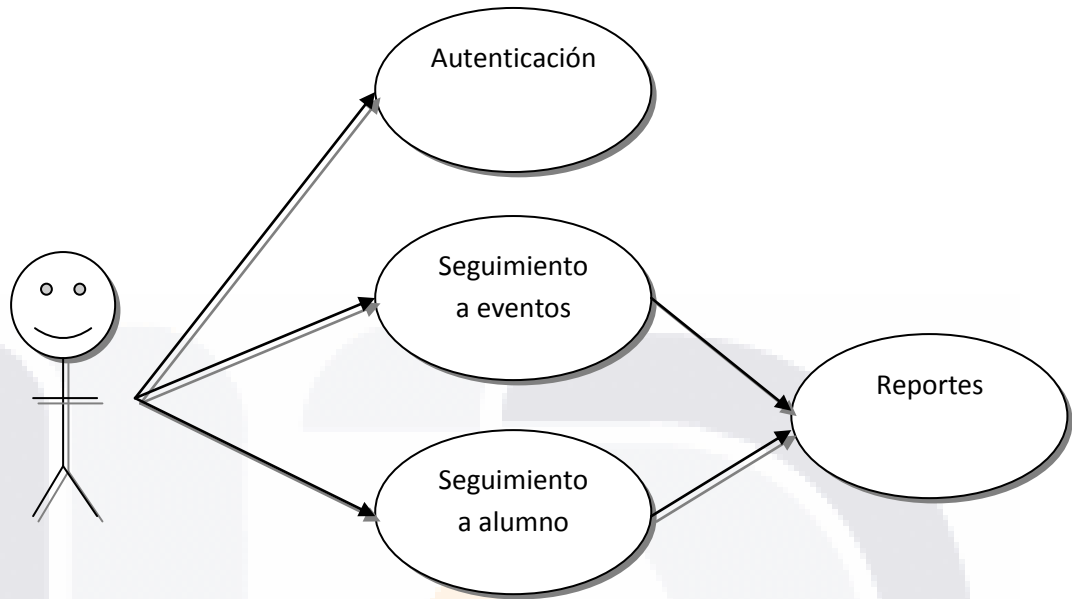 Autenticación
Seguimiento
a eventos
Reportes
Seguimiento
a alumno